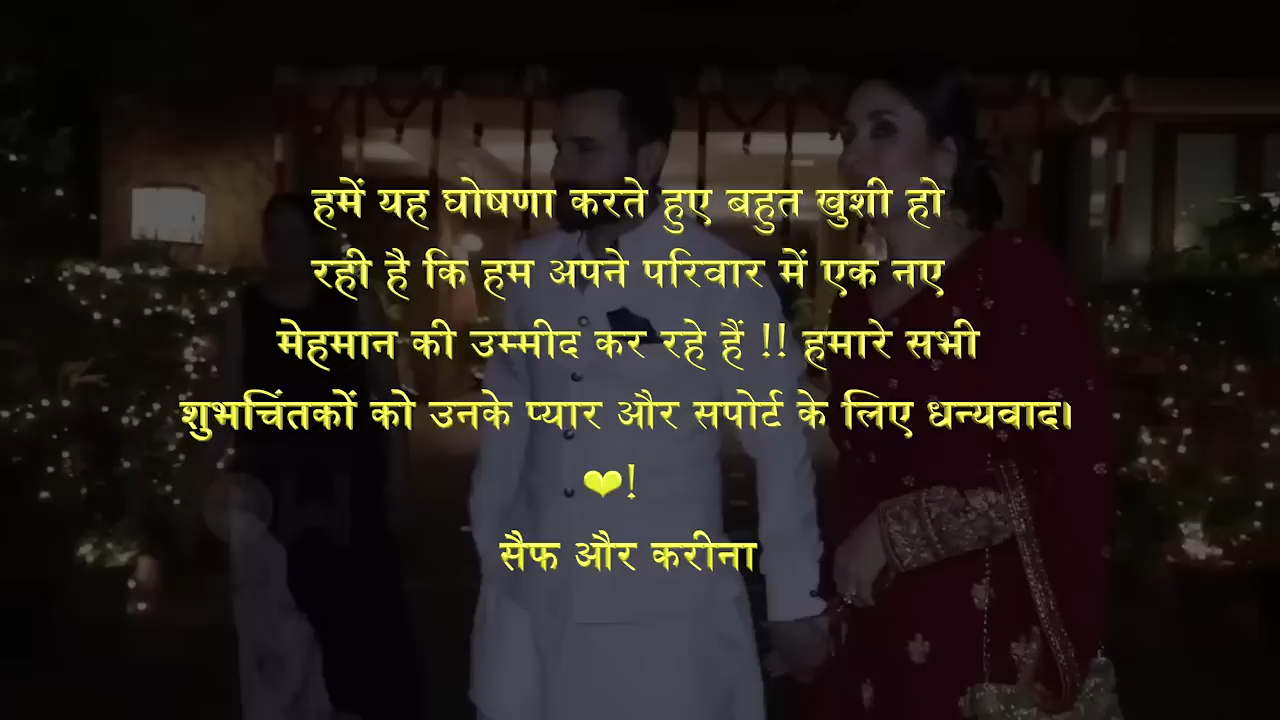 हमें यह घोषणा करते हुए बहुत खुशी हो
रही है कि हम अपने परिवार में एक नए
मेहमान की उम्मीद कर रहे हैं !! हमारे सभी
शुभचिंतकों को उनके प्यार और सपोर्ट के लिए धन्यवाद।
❤!
सैफ और करीना